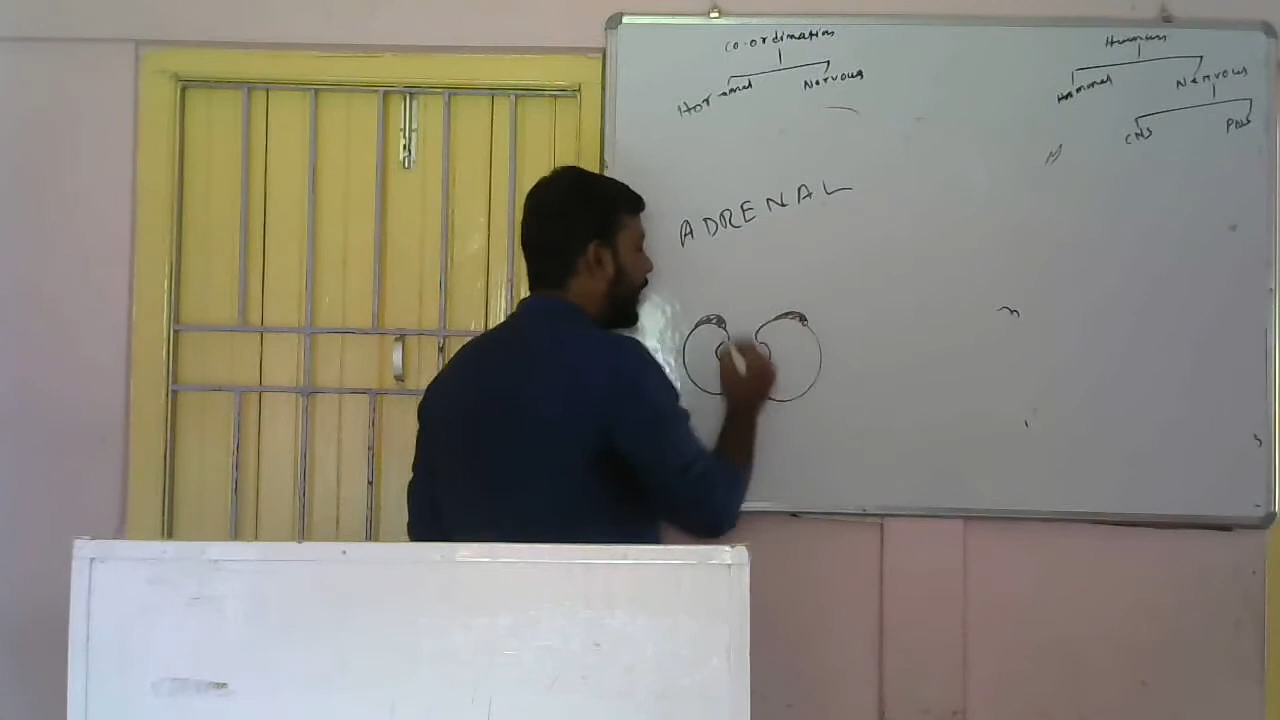 Co-ordination
Hormonal Nervous
Humans
Hormonal Nervous
CNS PNS
ADRENAL